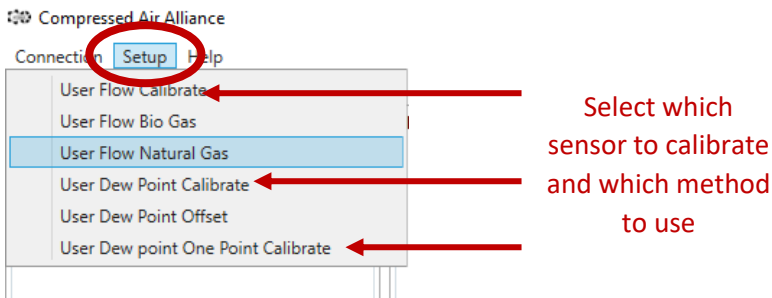 Compressed Air Alliance
Connection Setup Help
User Flow Calibrate
User Flow Bio Gas
User Flow Natural Gas
User Dew Point Calibrate
User Dew Point Offset
User Dew point One Point Calibrate
Select which
sensor to calibrate
and which method
to use